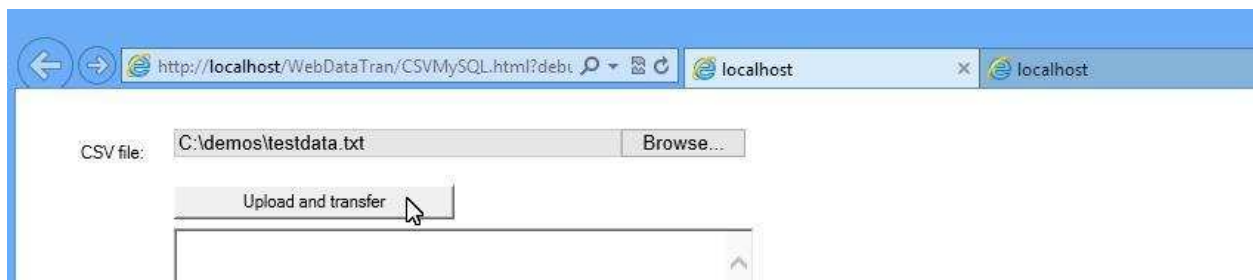 http://localhost/WebDataTran/CSVMySQL.html?debu localhost localhost
CSV file: C:\demos\testdata.txt Browse...
Upload and transfer